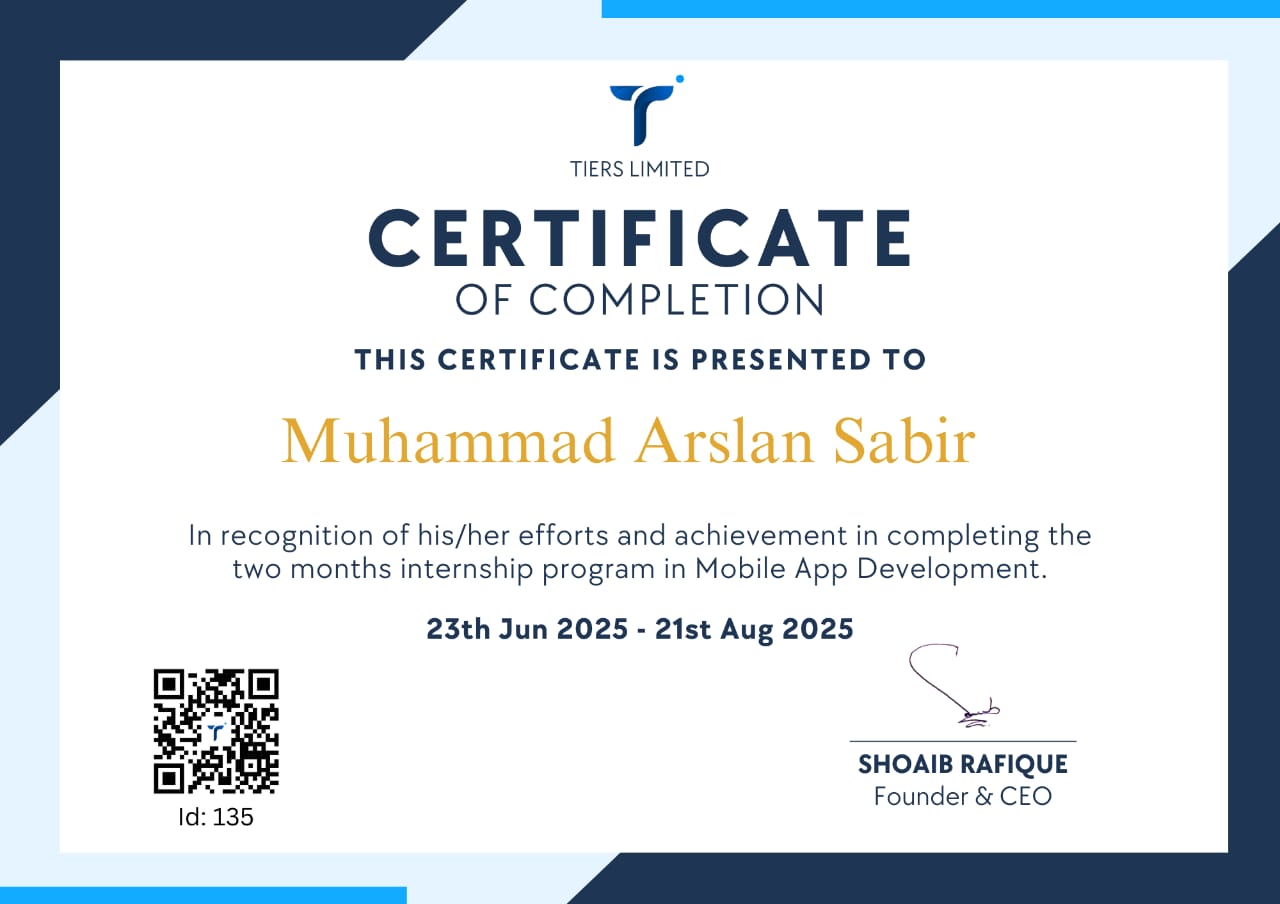 TIERS LIMITED
CERTIFICATE
OF COMPLETION
THIS CERTIFICATE IS PRESENTED TO
Muhammad Arslan Sabir
In recognition of his/her efforts and achievement in completing the
two months internship program in Mobile App Development.
23th Jun 2025 - 21st Aug 2025
Id: 135
SHOAIB RAFIQUE
Founder & CEO